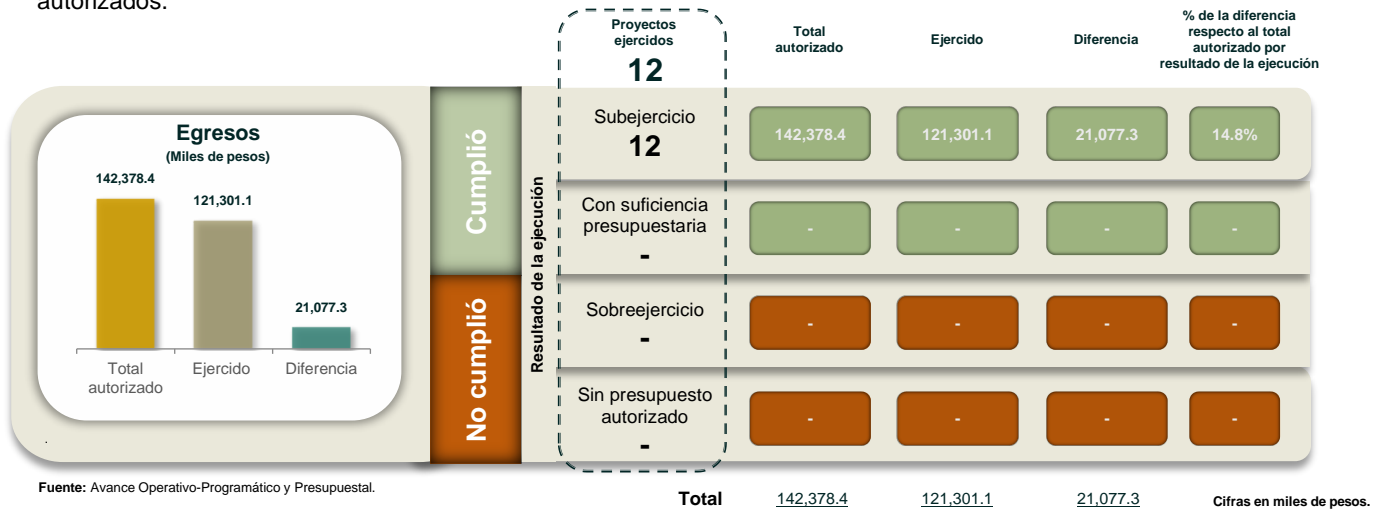 autorizados.
Proyectos
ejercidos
12
Total
autorizado
Ejercido
Diferencia
% de la diferencia
respecto al total
autorizado por
resultado de la ejecución
Egresos
(Miles de pesos)
142,378.4
121,301.1
21,077.3
Total
autorizado
Ejercido
Diferencia
.
Cumplió
No cumplió
Resultado de la ejecución
Subejercicio
12
142,378.4
121,301.1
21,077.3
14.8%
Con suficiencia
presupuestaria
-
-
-
-
-
Sobreejercicio
-
-
-
-
-
Sin presupuesto
autorizado
-
-
-
-
-
Fuente: Avance Operativo-Programático y Presupuestal.
Total 142,378.4 121,301.1 21,077.3 Cifras en miles de pesos.